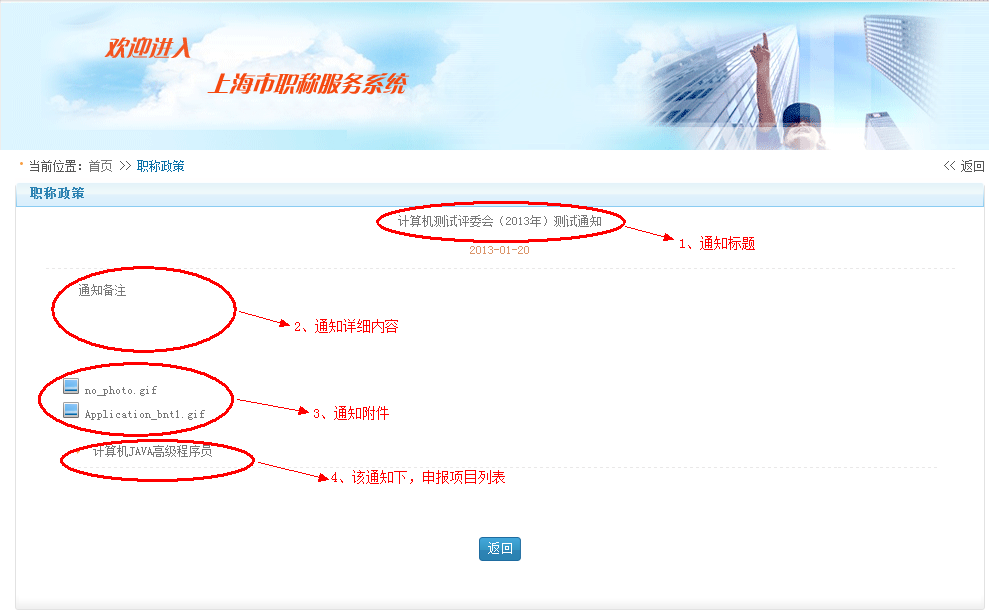 欢迎进入
上海市职称服务系统
当前位置：首页 >> 职称政策
<< 返回
职称政策
计算机测试评委会（2013年）测试通知
1、通知标题
2013-01-20
通知备注
2、通知详细内容
no_photo.gif
3、通知附件
Application_bnt1.gif
计算机JAVA高级程序员
4、该通知下，申报项目列表
返回